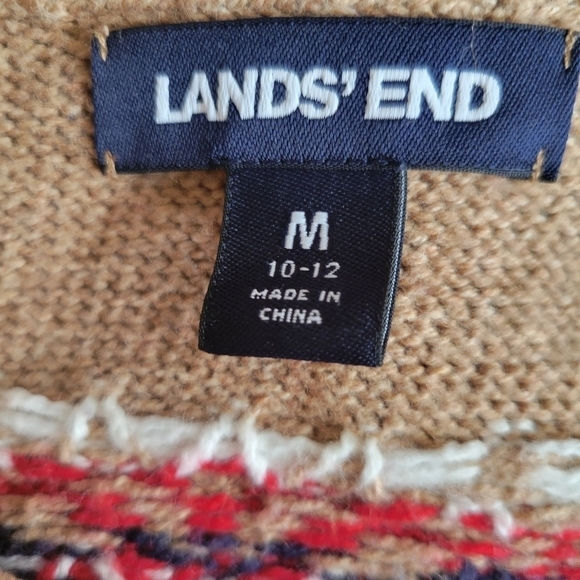 LANDS' END
M
10-12
MADE IN
CHINA